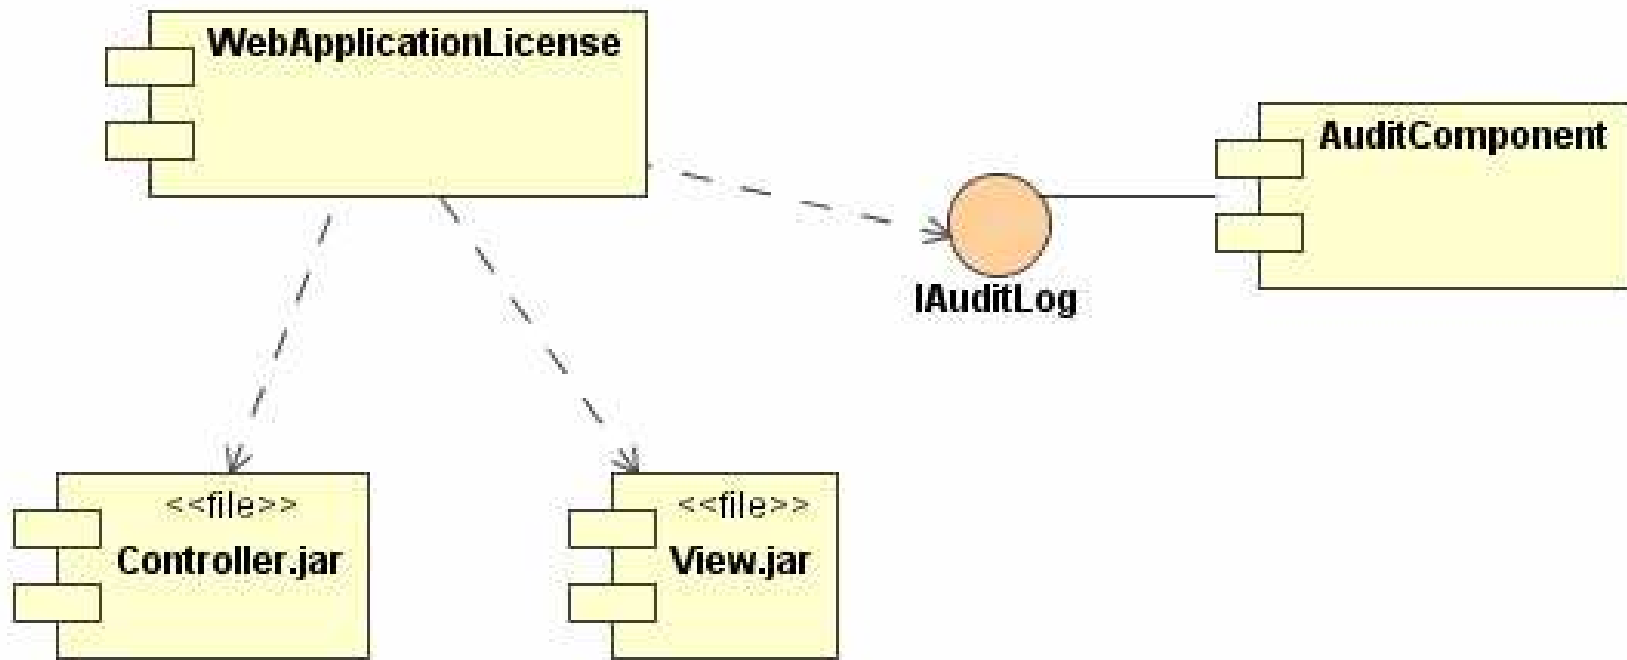 WebApplicationLicense
AuditComponent
IAuditLog
<<file>>
Controller.jar
<<file>>
View.jar